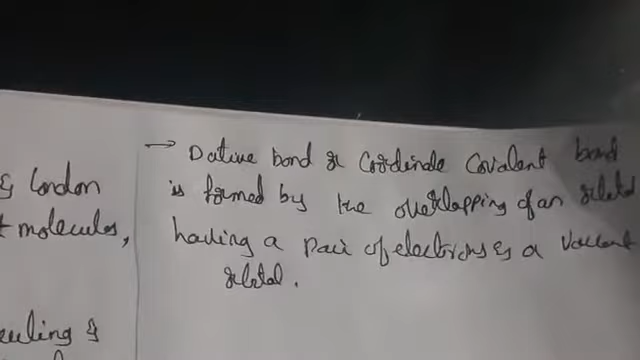 & London
molecules,
→ Dative bond or Coordinate Covalent bond
is formed by the overlapping of an orbital
having a pair of electrons & a Vacant
orbital.